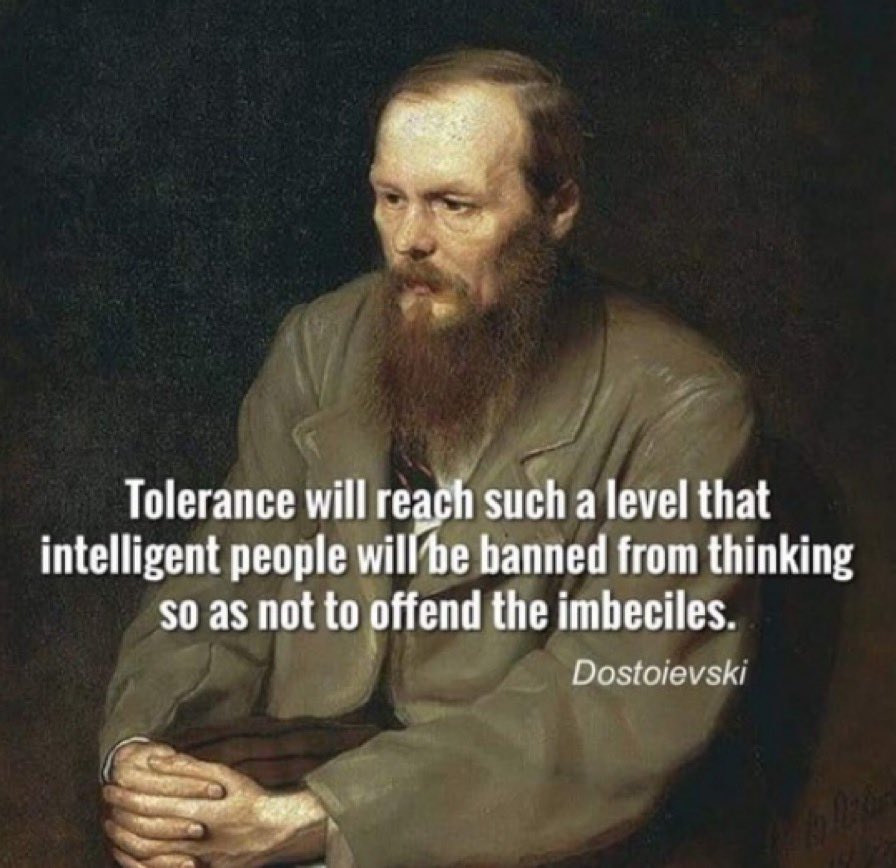 Tolerance will reach such a level that
intelligent people will be banned from thinking
so as not to offend the imbeciles.
Dostoievski